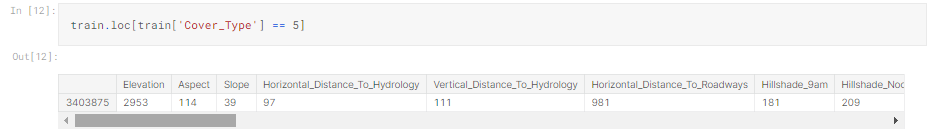 In [12]:
train.loc[train['Cover_Type'] == 5]
Out[12]:
Elevation Aspect Slope Horizontal_Distance_To_Hydrology Vertical_Distance_To_Hydrology Horizontal_Distance_To_Roadways Hillshade_9am Hillshade_Noo
3403875 2953 114 39 97 111 981 181 209